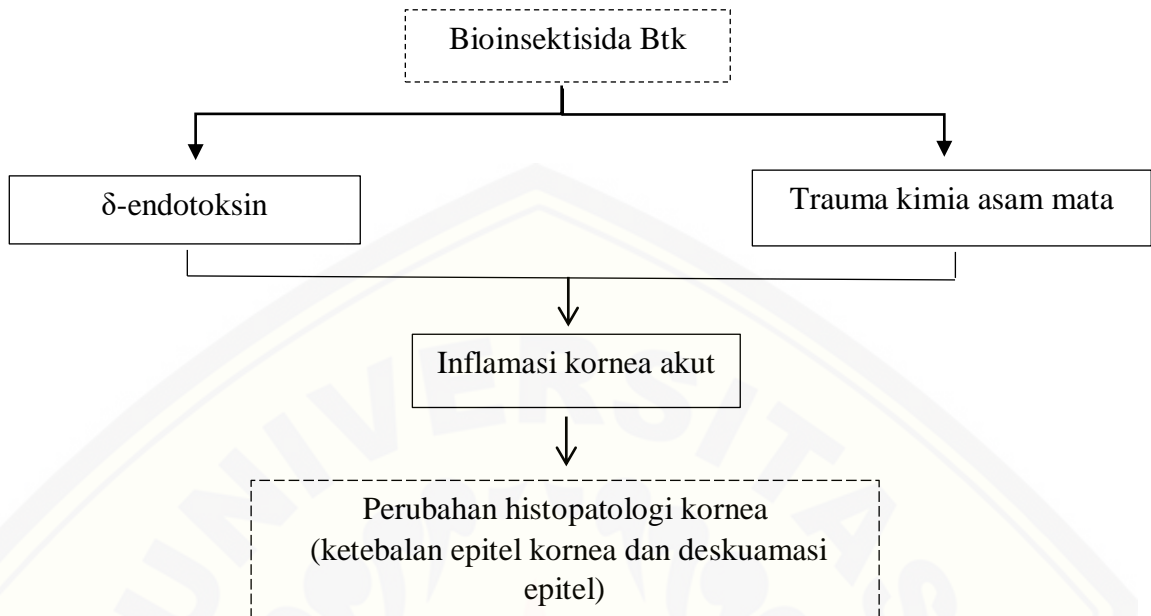 Bioinsektisida Btk
δ-endotoksin
Trauma kimia asam mata
Inflamasi kornea akut
Perubahan histopatologi kornea
(ketebalan epitel kornea dan deskuamasi
epitel)
UNIVERSITAS